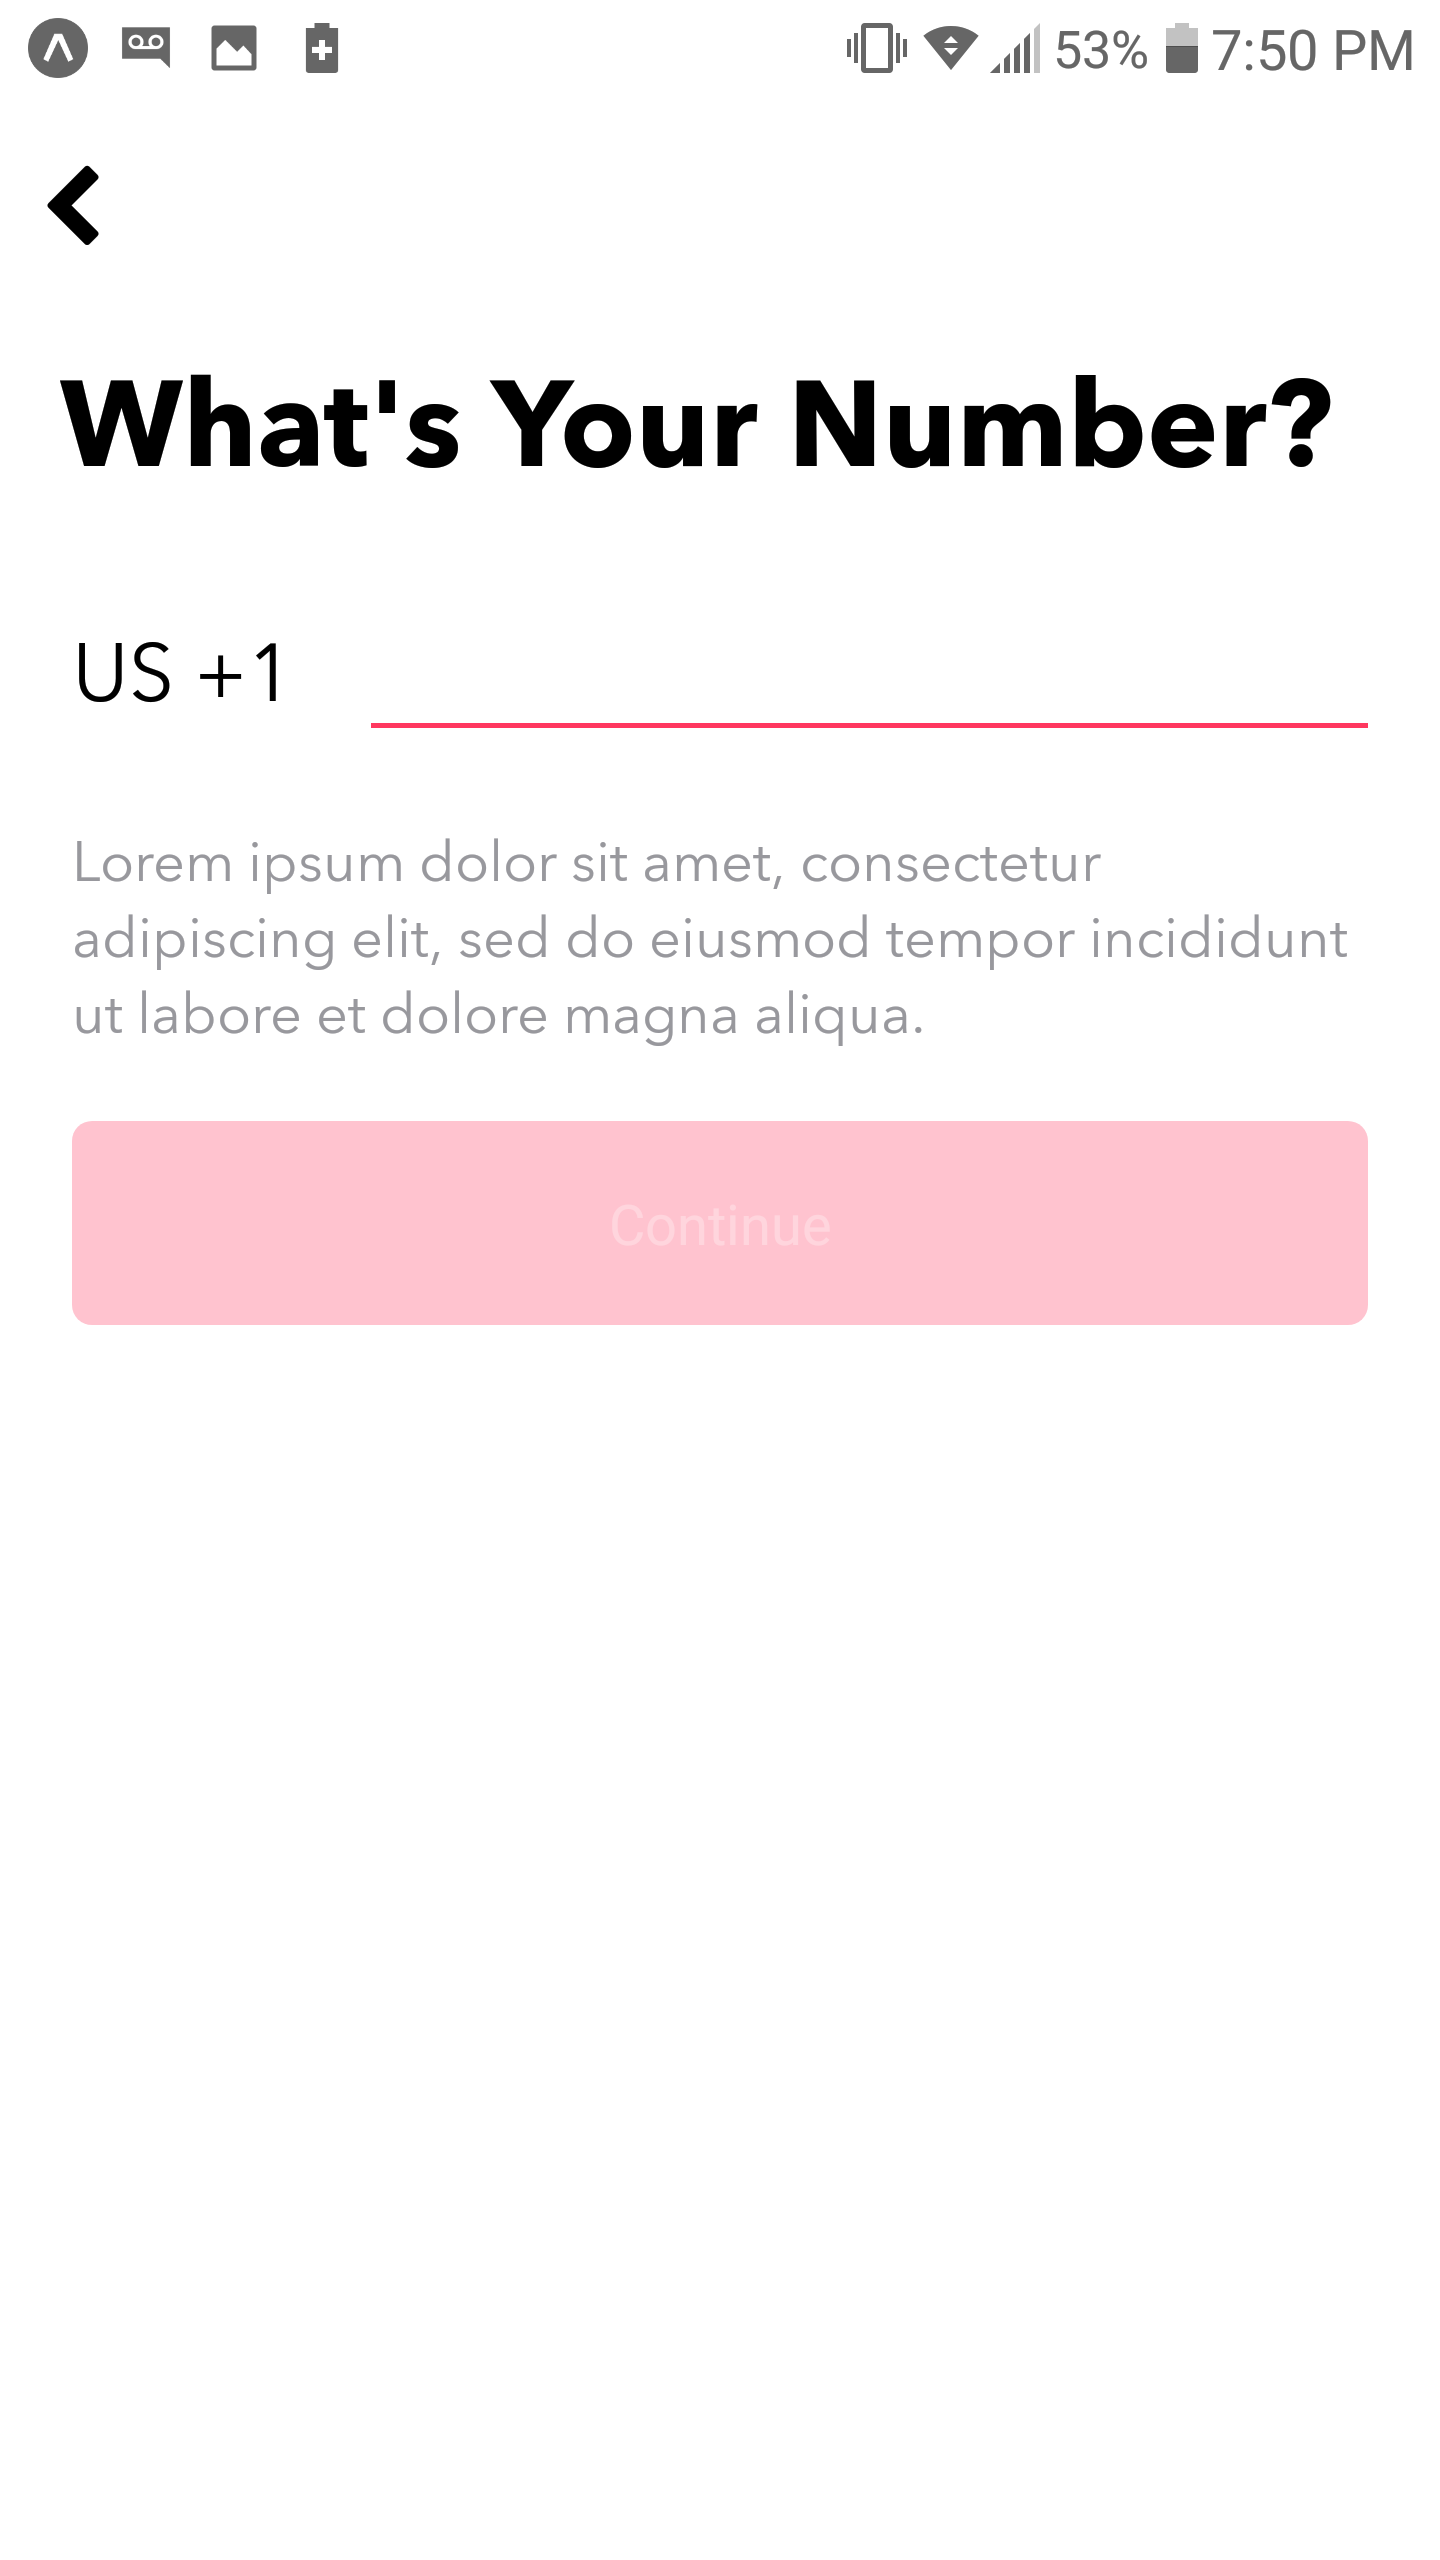 53% 7:50 PM
What's Your Number?
US +1
Lorem ipsum dolor sit amet, consectetur
adipiscing elit, sed do eiusmod tempor incididunt
ut labore et dolore magna aliqua.
Continue